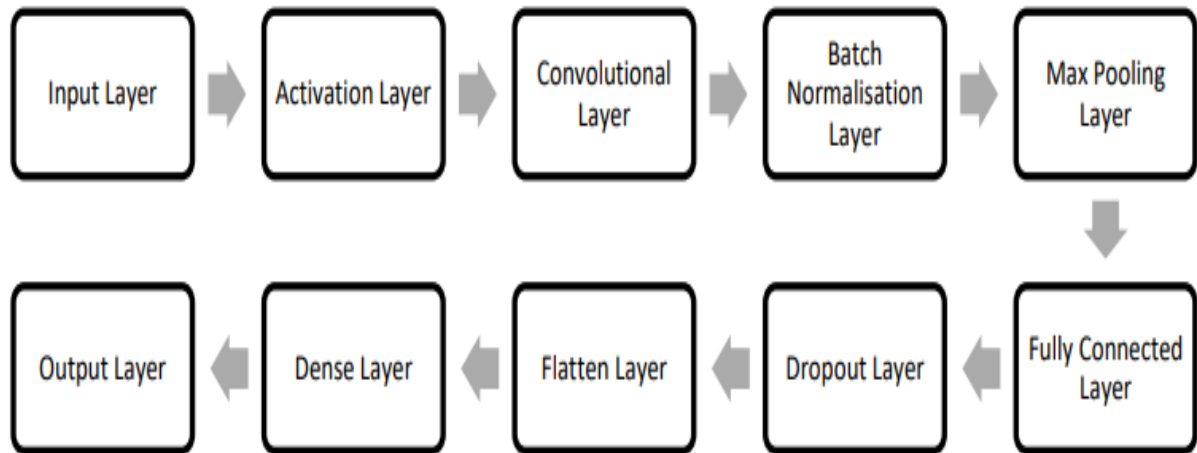 Input Layer
Activation Layer
Convolutional
Layer
Batch
Normalisation
Layer
Max Pooling
Layer
Fully Connected
Layer
Dropout Layer
Flatten Layer
Dense Layer
Output Layer